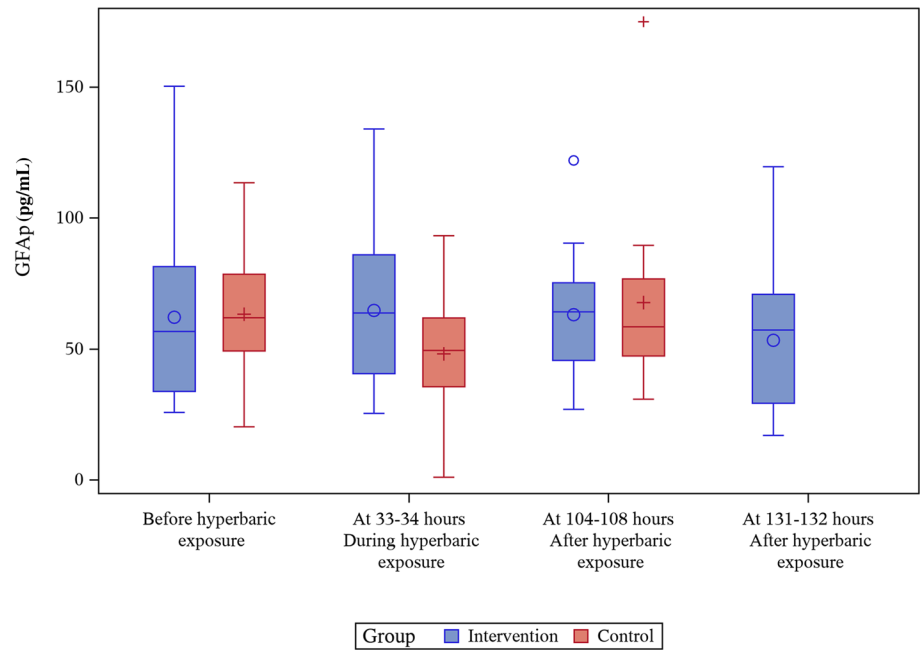 GFAp (pg/mL)
150
100
50
0
Before hyperbaric
exposure
At 33-34 hours
During hyperbaric
exposure
At 104-108 hours
After hyperbaric
exposure
At 131-132 hours
After hyperbaric
exposure
Group Intervention Control